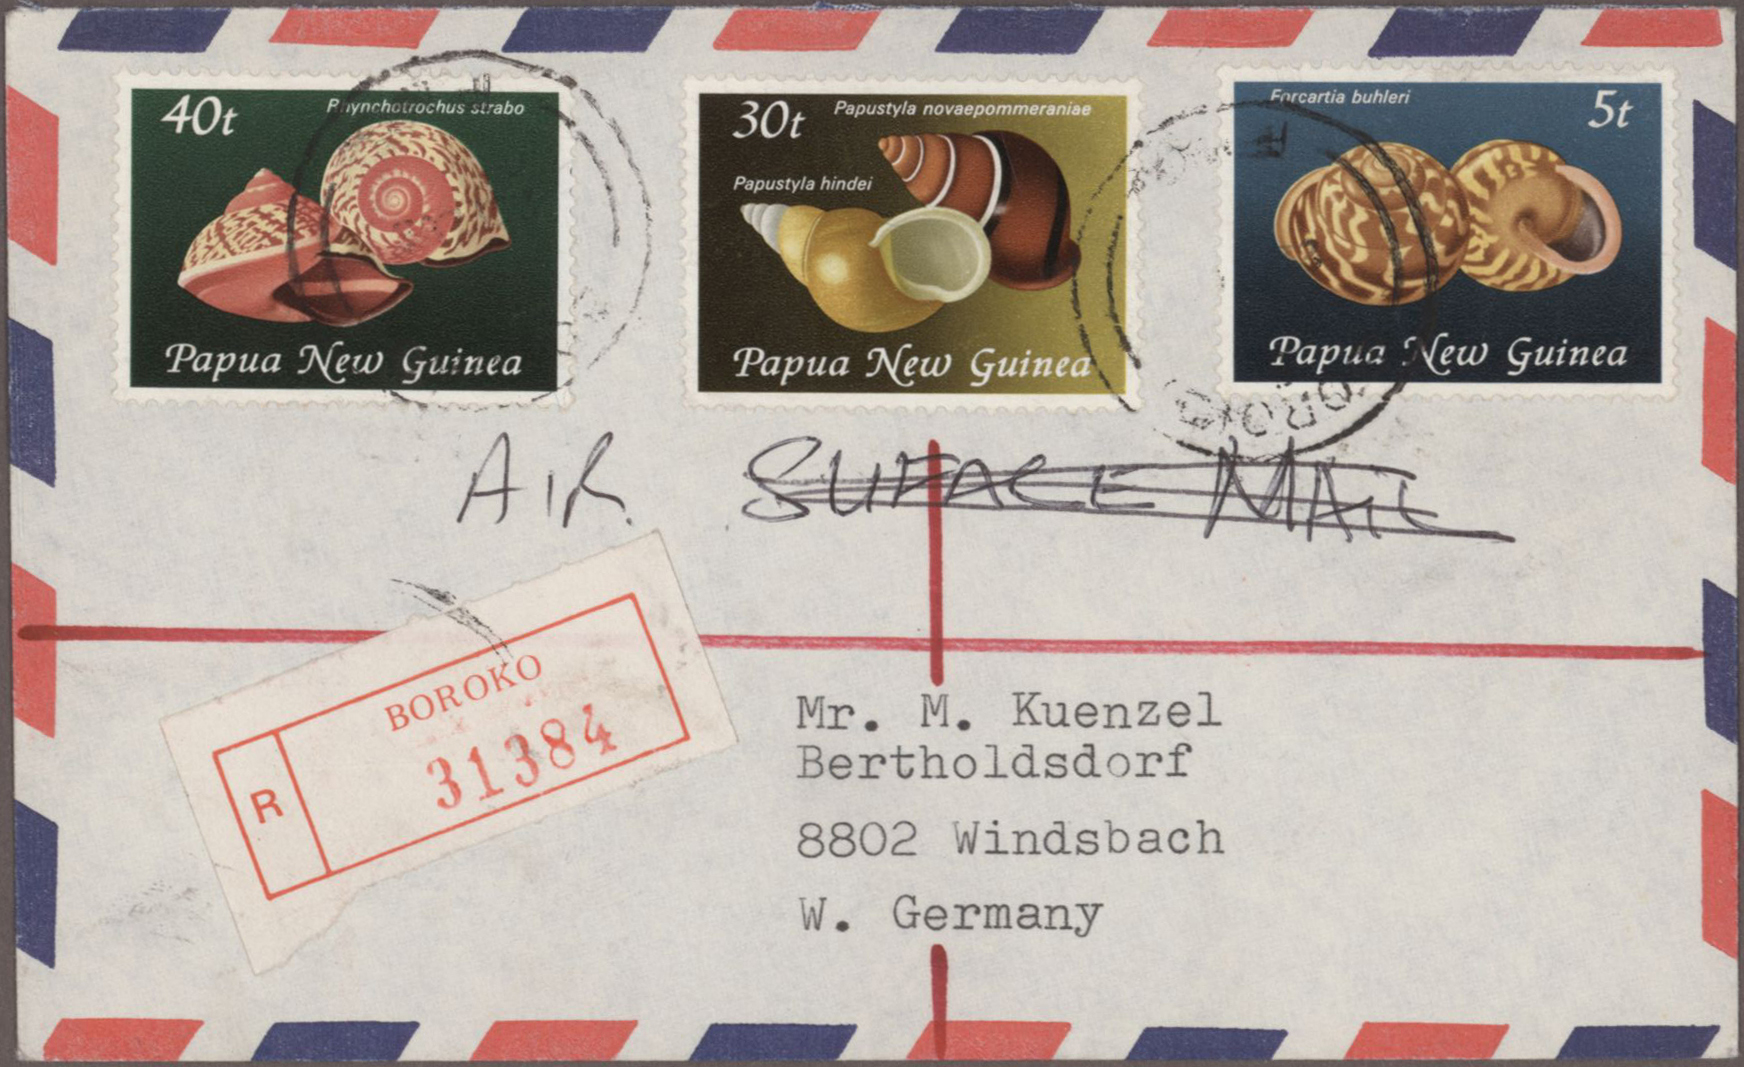 40t
Rhynchotrochus strabo
Papua New Guinea
30t
Papustyla novaepommeraniae
Papustyla hindei
Papua New Guinea
Forcartia buhleri
5t
Papua New Guinea
AIR SUFACE MAIL
BOROKO
R 31384
Mr. M. Kuenzel
Bertholdsdorf
8802 Windsbach
W. Germany